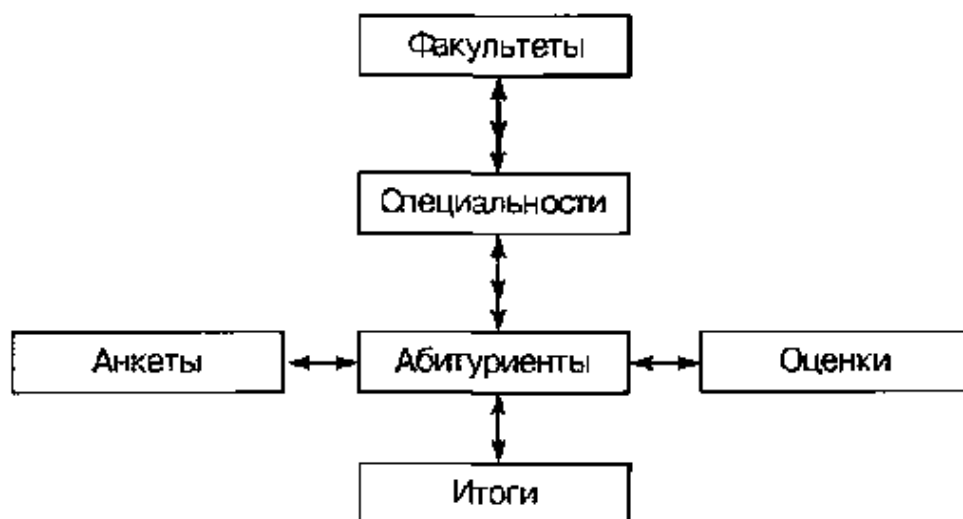 Факультеты
Специальности
Анкеты
Абитуриенты
Оценки
Итоги